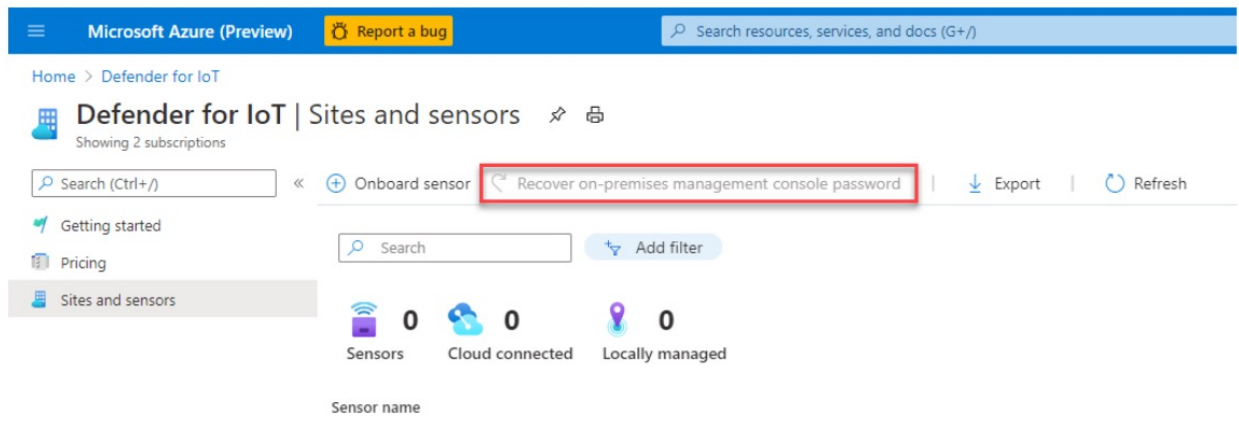 Microsoft Azure (Preview) Report a bug Search resources, services, and docs (G+/)
Home > Defender for IoT
Defender for IoT | Sites and sensors
Showing 2 subscriptions
Search (Ctrl+/) « Onboard sensor Recover on-premises management console password Export Refresh
Getting started
Search Add filter
Pricing
Sites and sensors
0 0 0
Sensors Cloud connected Locally managed
Sensor name